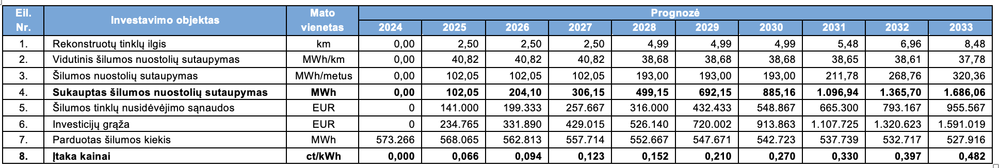 Eil. Nr. Investavimo objektas Mato vienetas Prognozė
2024 2025 2026 2027 2028 2029 2030 2031 2032 2033
1. Rekonstruotų tinklų ilgis km 0,00 2,50 2,50 2,50 4,99 4,99 4,99 5,48 6,96 8,48
2. Vidutinis šilumos nuostolių sutaupymas MWh/km 0,00 40,82 40,82 40,82 38,68 38,68 38,68 38,65 38,61 37,78
3. Šilumos nuostolių sutaupymas MWh/metus 0,00 102,05 102,05 102,05 193,00 193,00 193,00 211,78 268,76 320,36
4. Sukauptas šilumos nuostolių sutaupymas MWh 0,00 102,05 204,10 306,15 499,15 692,15 885,16 1.096,94 1.365,70 1.686,06
5. Šilumos tinklų nusidėvėjimo sąnaudos EUR 0 141.000 199.333 257.667 316.000 432.433 548.867 665.300 793.167 955.567
6. Investicijų grąža EUR 0 234.765 331.890 429.015 526.140 720.002 913.863 1.107.725 1.320.623 1.591.019
7. Parduotas šilumos kiekis MWh 573.266 568.065 562.813 557.714 552.667 547.671 542.723 537.739 532.717 527.916
8. Įtaka kainai ct/kWh 0,000 0,066 0,094 0,123 0,152 0,210 0,270 0,330 0,397 0,482